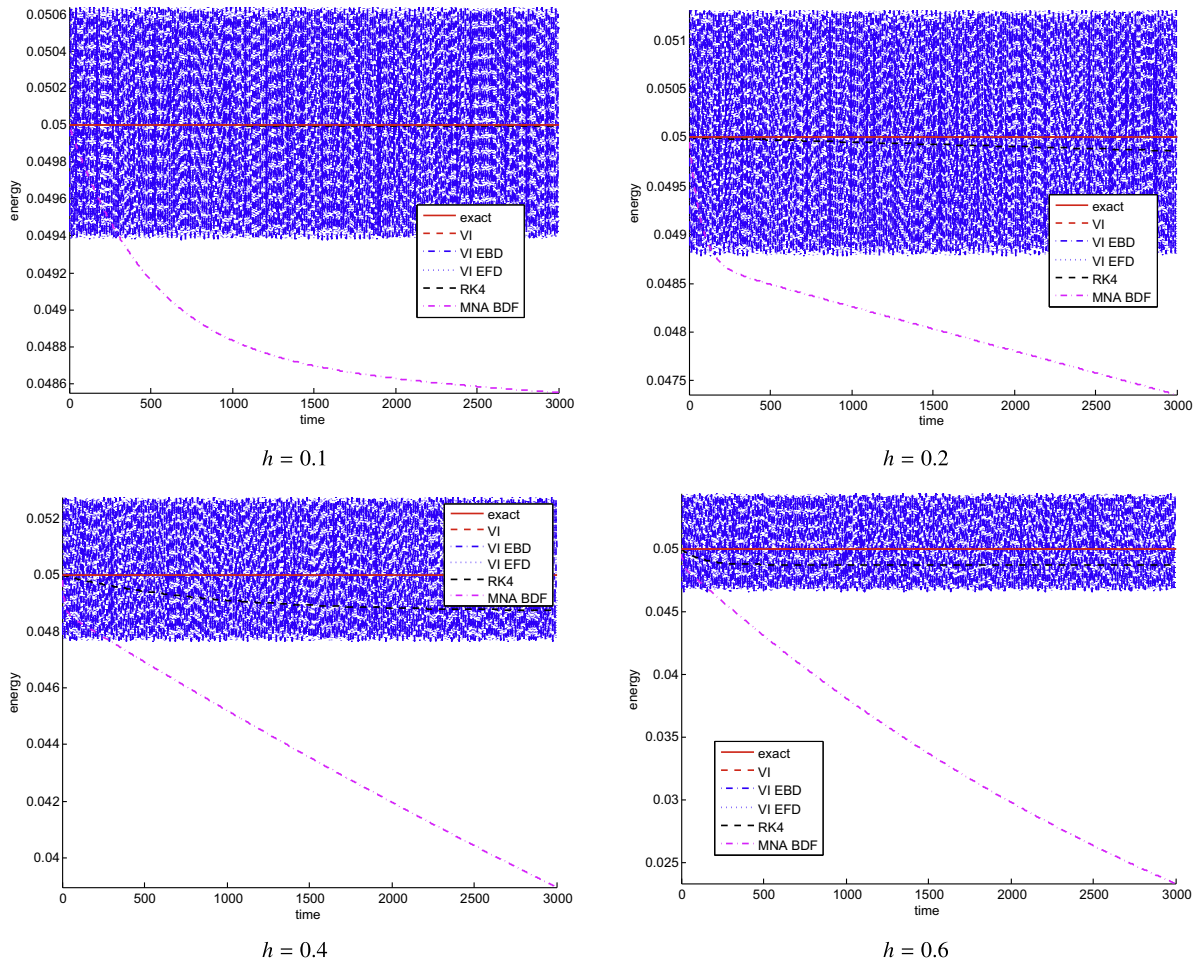 0.0506
0.0504
0.0502
0.05
0.0498
0.0496
0.0494
0.0492
0.049
0.0488
0.0486
energy
0 500 1000 1500 2000 2500 3000
time
exact
VI
VI EBD
VI EFD
RK4
MNA BDF
h = 0.1
0.051
0.0505
0.05
0.0495
0.049
0.0485
0.048
0.0475
energy
0 500 1000 1500 2000 2500 3000
time
exact
VI
VI EBD
VI EFD
RK4
MNA BDF
h = 0.2
0.052
0.05
0.048
0.046
0.044
0.042
0.04
energy
0 500 1000 1500 2000 2500 3000
time
exact
VI
VI EBD
VI EFD
RK4
MNA BDF
h = 0.4
0.05
0.045
0.04
0.035
0.03
0.025
energy
0 500 1000 1500 2000 2500 3000
time
exact
VI
VI EBD
VI EFD
RK4
MNA BDF
h = 0.6